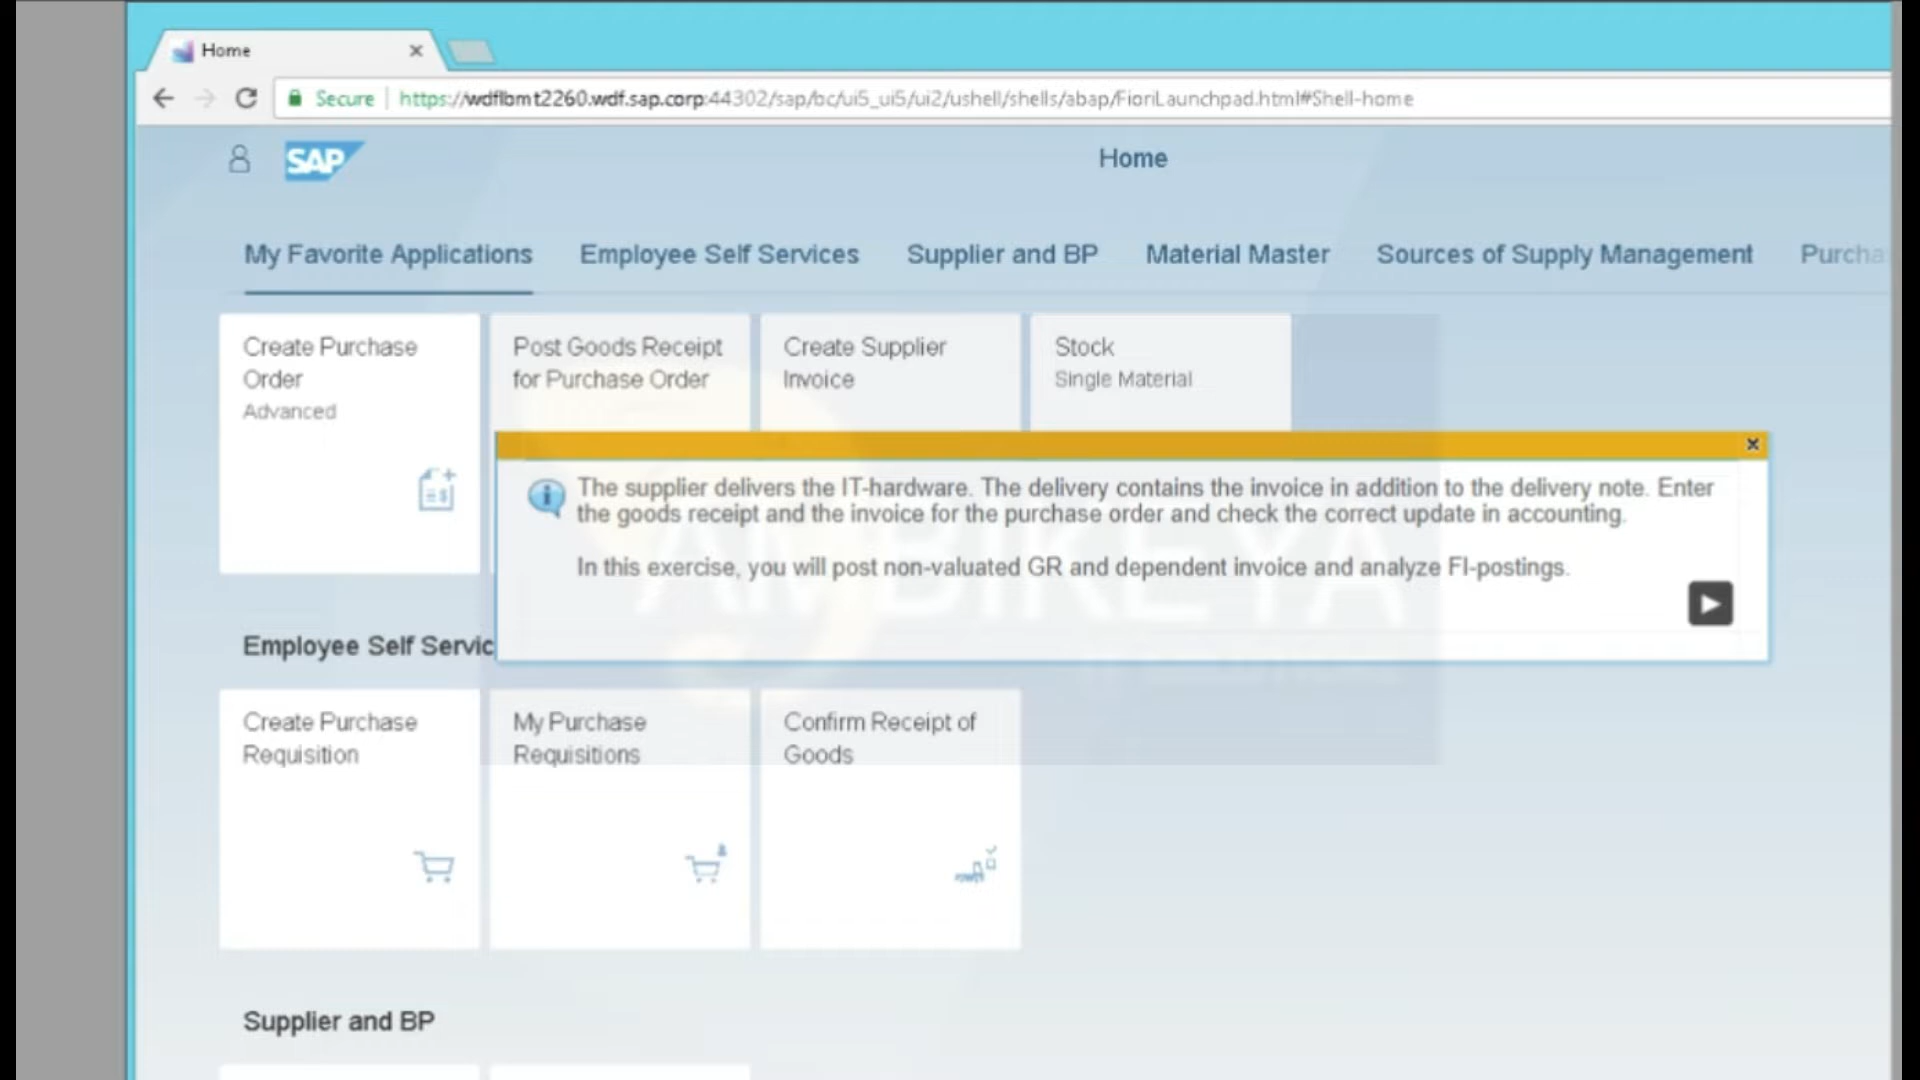 Home
Secure
https://wdflbmt2260.wdf.sap.corp:44302/sap/bc/ui5_ui5/ui2/ushell/shells/abap/FioriLaunchpad.html#Shell-home
SAP
Home
My Favorite Applications
Employee Self Services
Supplier and BP
Material Master
Sources of Supply Management
Purcha
Create Purchase
Order
Advanced
Post Goods Receipt
for Purchase Order
Create Supplier
Invoice
Stock
Single Material
The supplier delivers the IT-hardware. The delivery contains the invoice in addition to the delivery note. Enter
the goods receipt and the invoice for the purchase order and check the correct update in accounting.
In this exercise, you will post non-valuated GR and dependent invoice and analyze FI-postings.
AMBIKEYA
Employee Self Servic
Create Purchase
Requisition
My Purchase
Requisitions
Confirm Receipt of
Goods
Supplier and BP